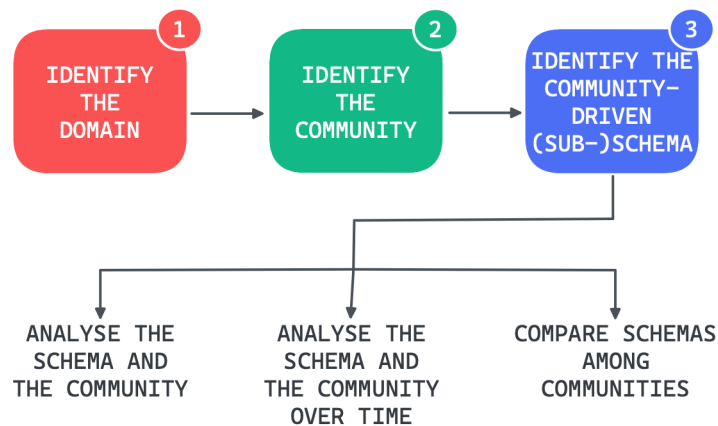 1
IDENTIFY
THE
DOMAIN
2
IDENTIFY
THE
COMMUNITY
3
IDENTIFY THE
COMMUNITY-
DRIVEN
(SUB-)SCHEMA
ANALYSE THE
SCHEMA AND
THE COMMUNITY
ANALYSE THE
SCHEMA AND
THE COMMUNITY
OVER TIME
COMPARE SCHEMAS
AMONG
COMMUNITIES